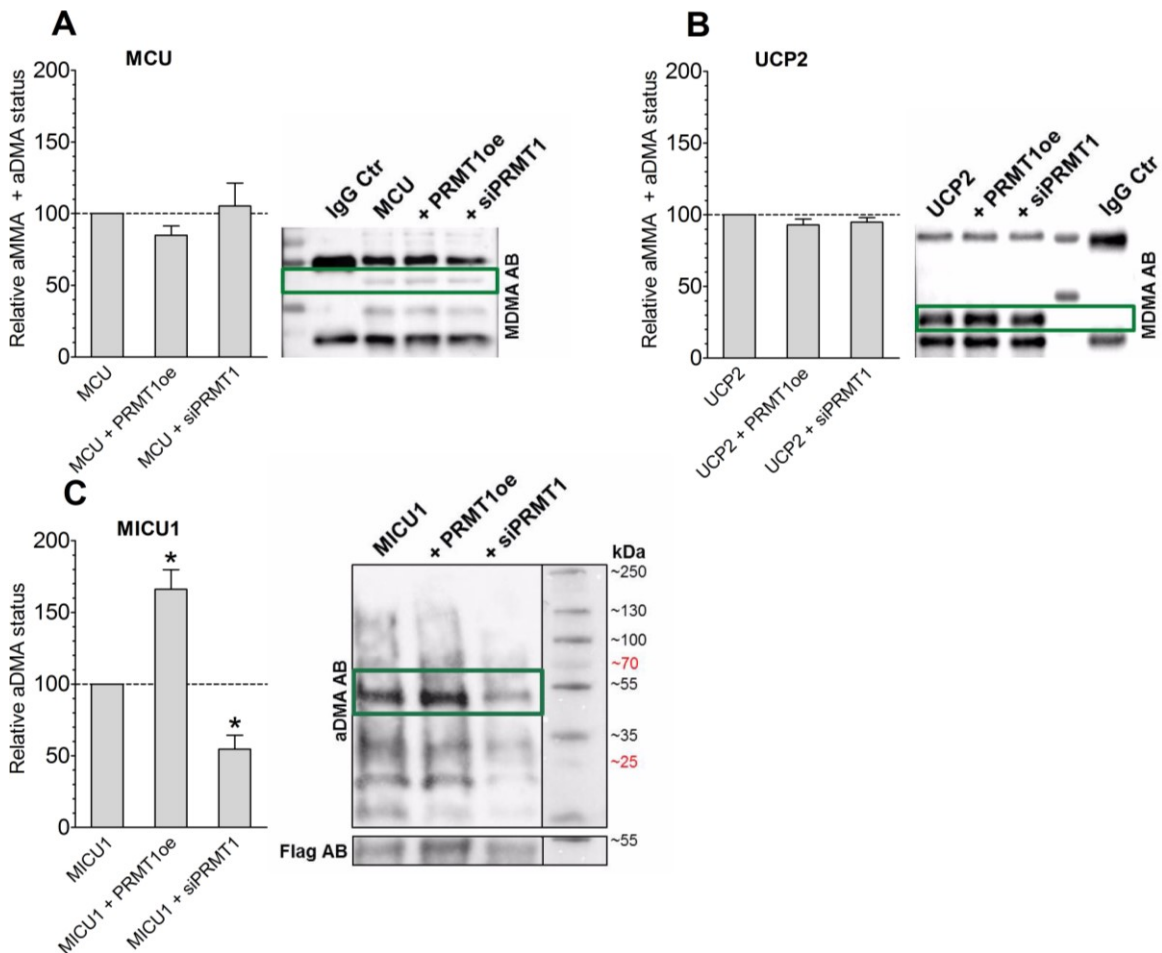 A
MCU
Relative aMMA + aDMA status
200
150
100
50
0
MCU
MCU + PRMT1oe
MCU + siPRMT1
IgG Ctr
MCU
+ PRMT1oe
+ siPRMT1
MDMA AB
B
UCP2
Relative aMMA + aDMA status
200
150
100
50
0
UCP2
UCP2 + PRMT1oe
UCP2 + siPRMT1
UCP2
+ PRMT1oe
+ siPRMT1
IgG Ctr
MDMA AB
C
MICU1
Relative aDMA status
200
150
100
50
0
*
*
MICU1
MICU1 + PRMT1oe
MICU1 + siPRMT1
MICU1
+ PRMT1oe
+ siPRMT1
kDa
~250
~130
~100
~70
~55
~35
~25
~55
aDMA AB
Flag AB